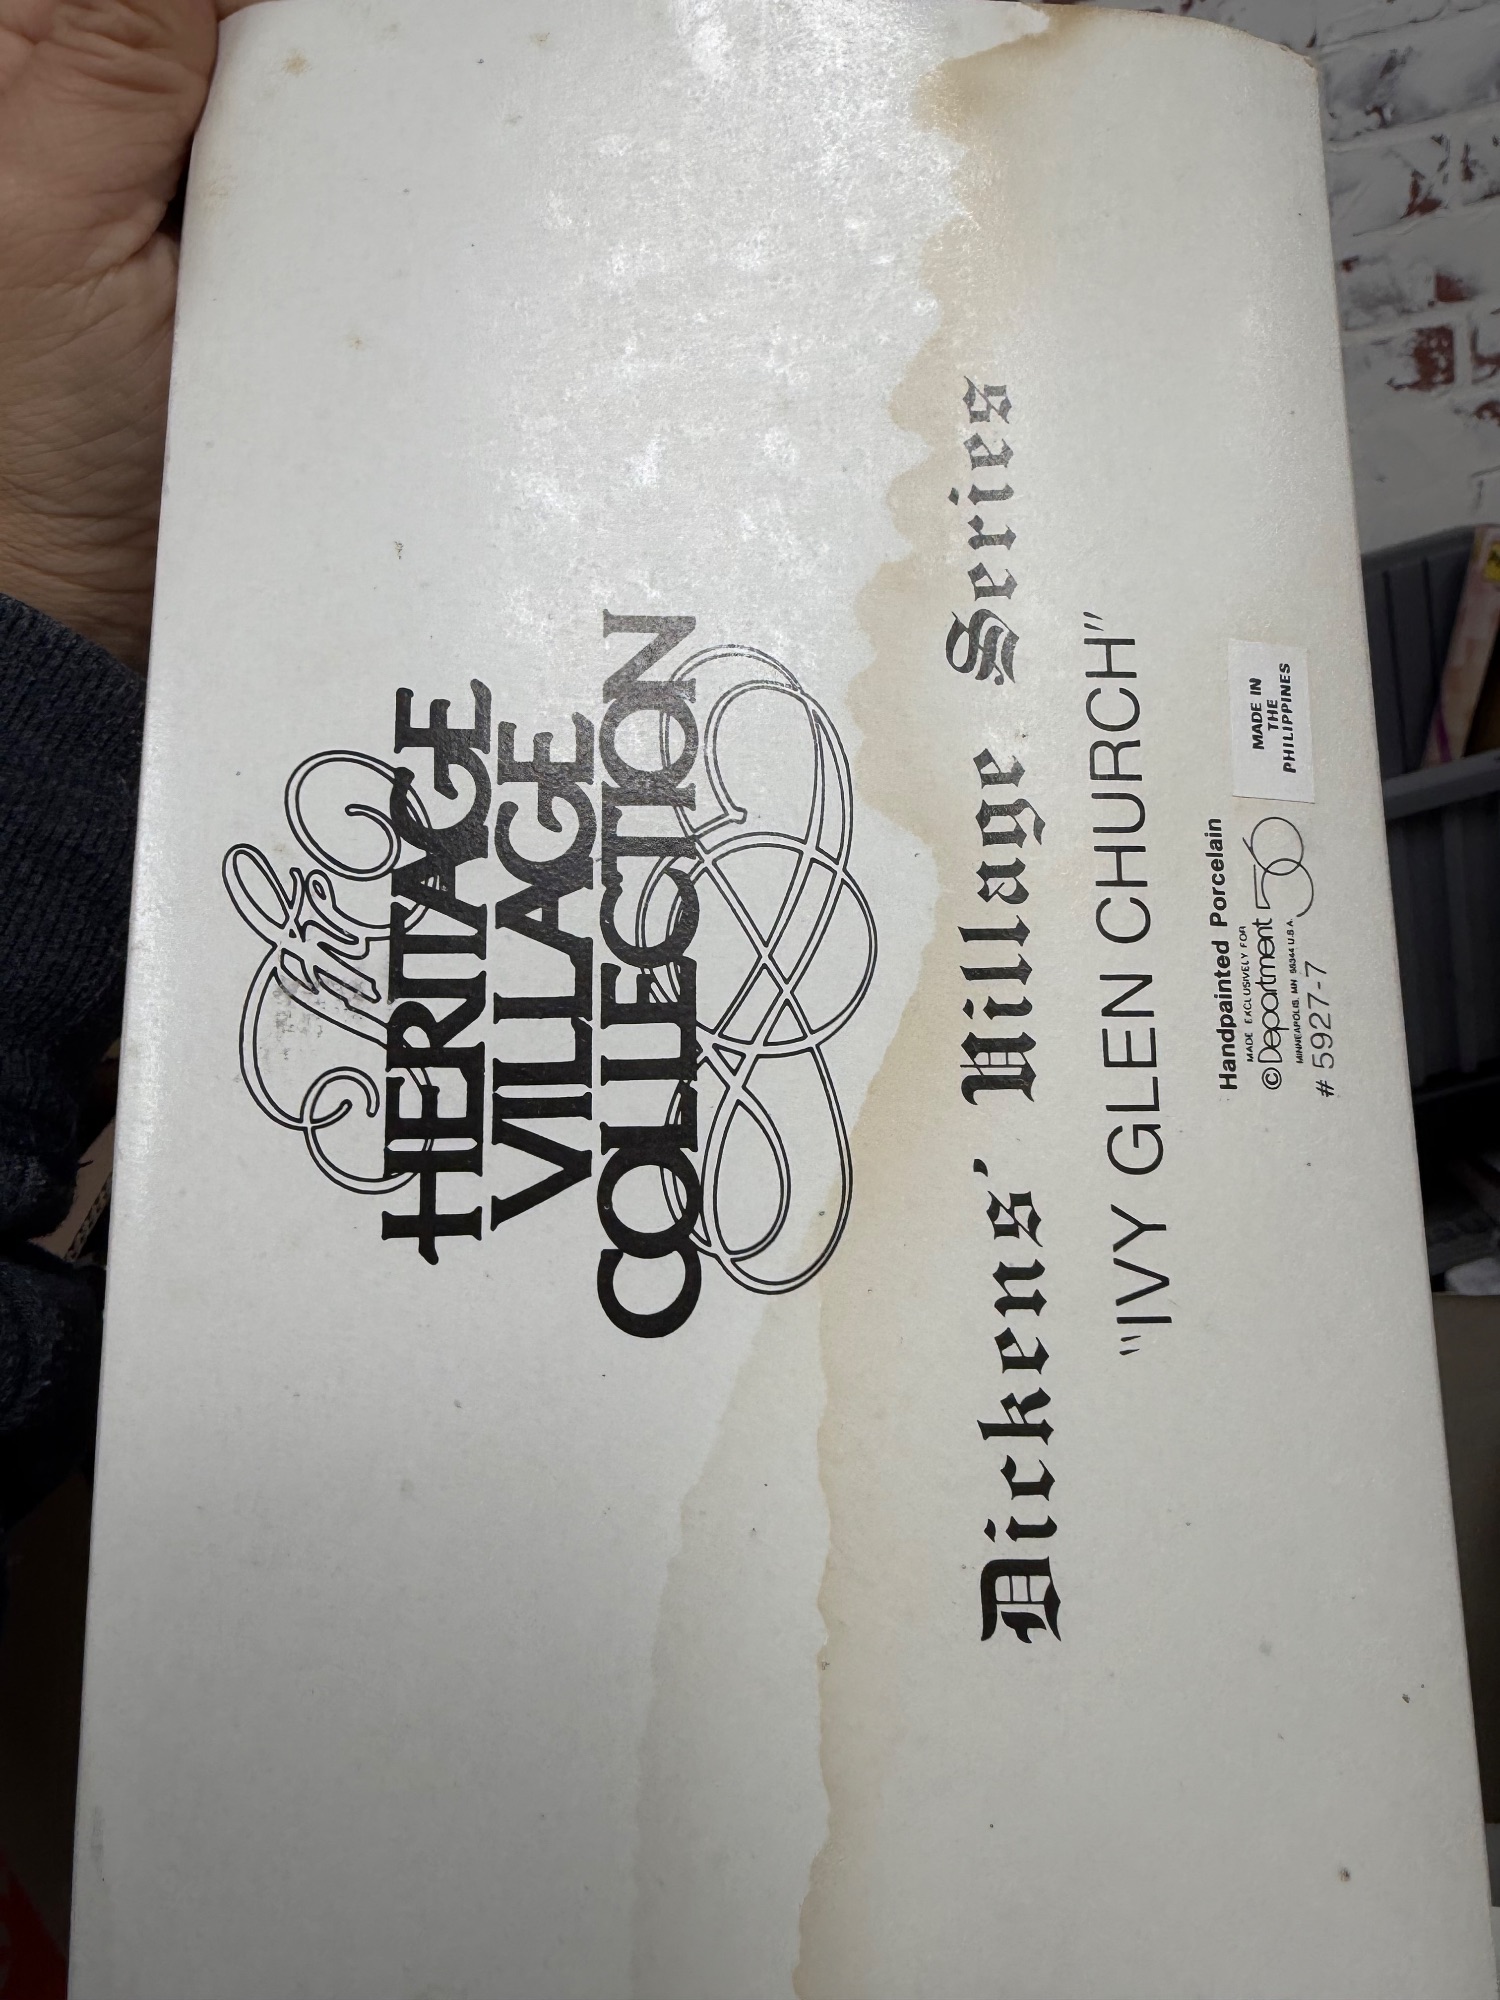 The
HERITAGE
VILLAGE
COLLECTION
Dickens' Village Series
"IVY GLEN CHURCH"
Handpainted Porcelain
MADE EXCLUSIVELY FOR
© Department 56
MINNEAPOLIS, MN 55344 U.S.A.
# 5927-7
MADE IN
THE
PHILIPPINES